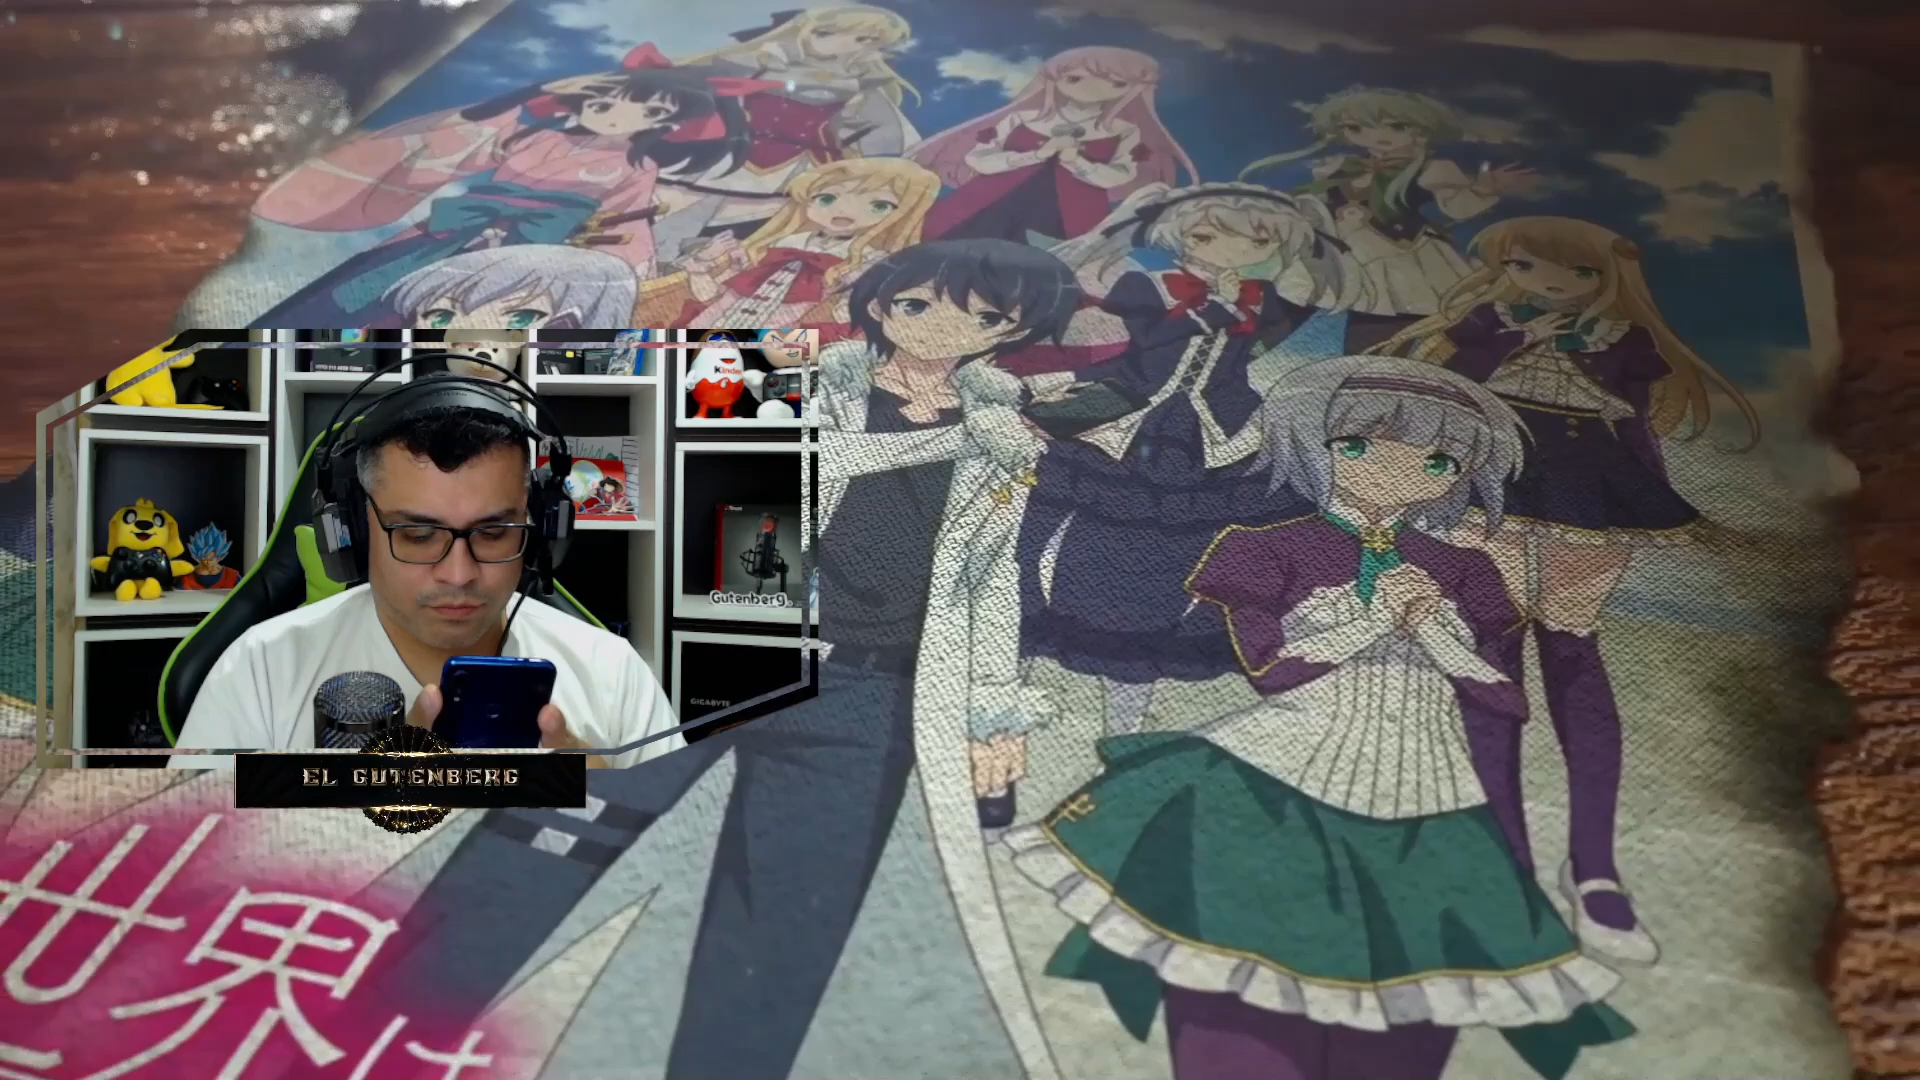 Kinder
Gutenberg.
GIGABYTE
EL GUTENBERG
世界は